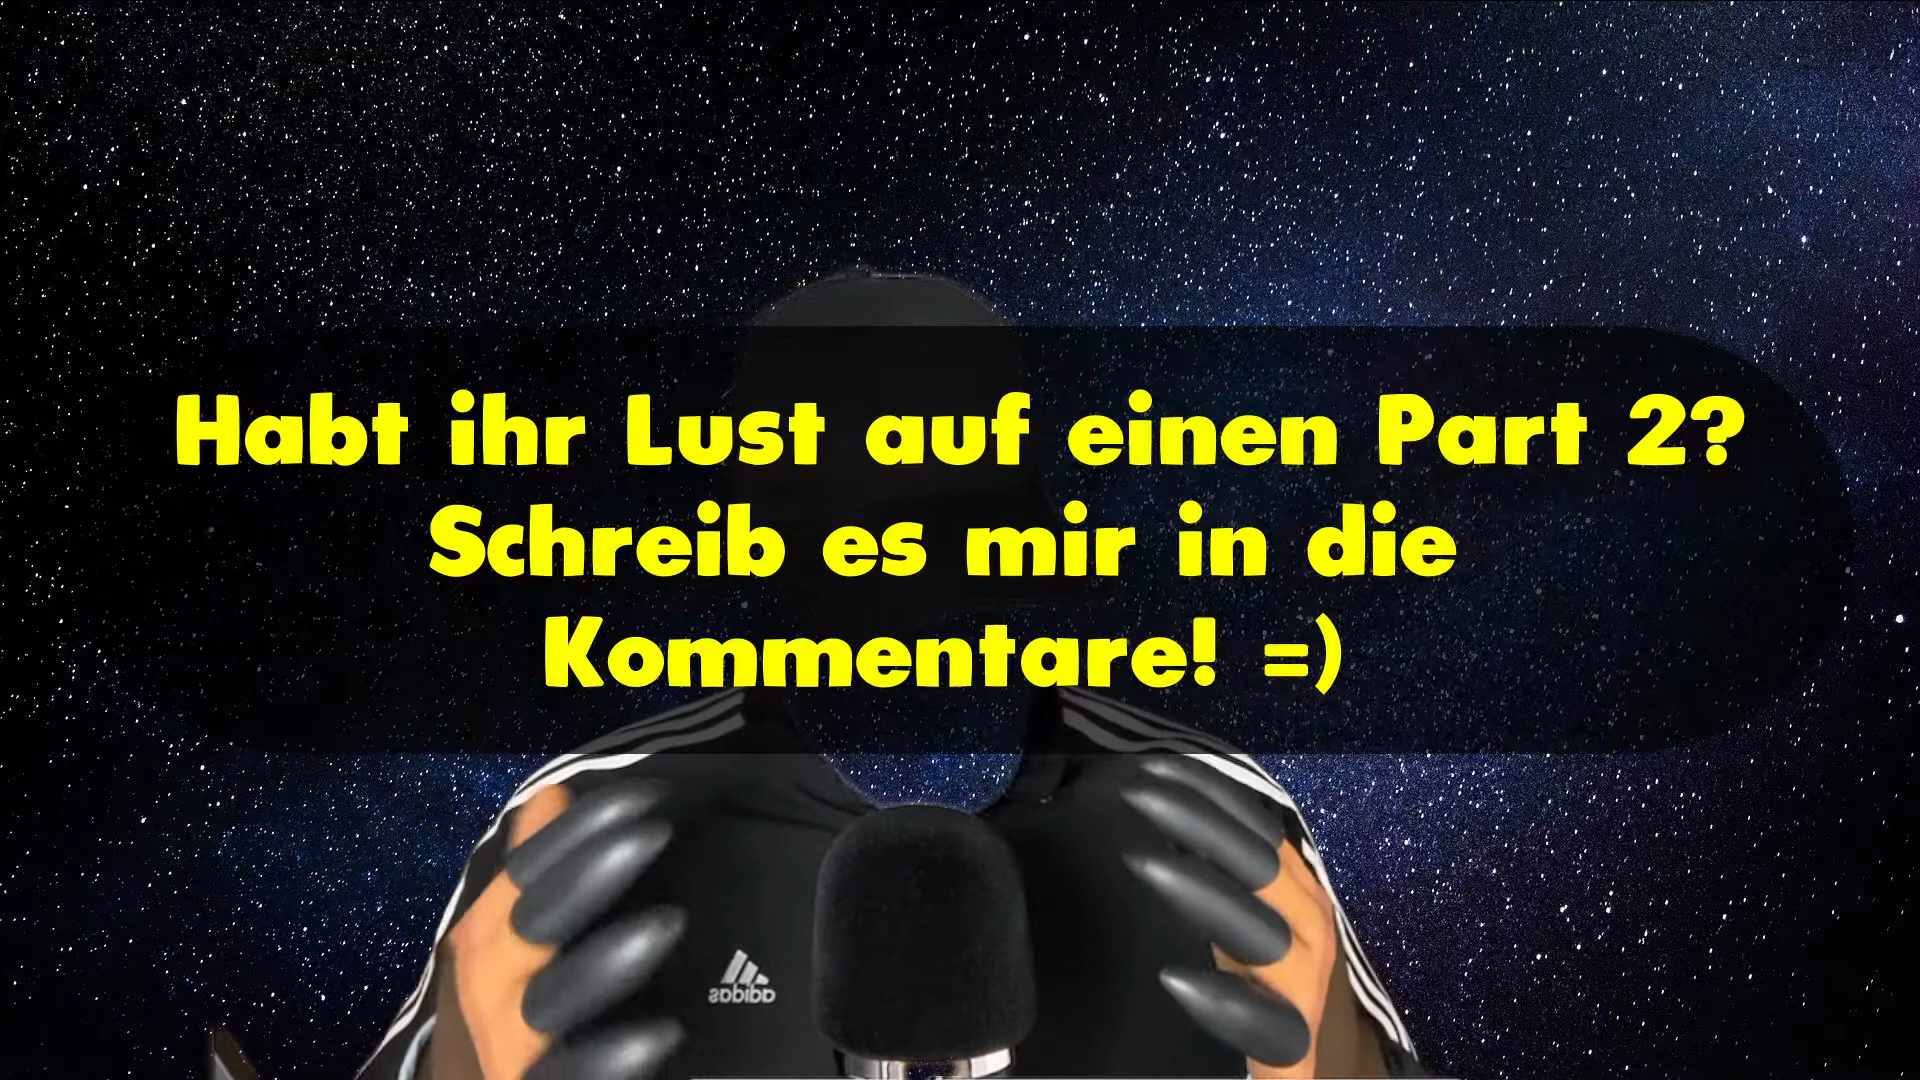 Habt ihr Lust auf einen Part 2?
Schreib es mir in die
Kommentare! =)
adidas